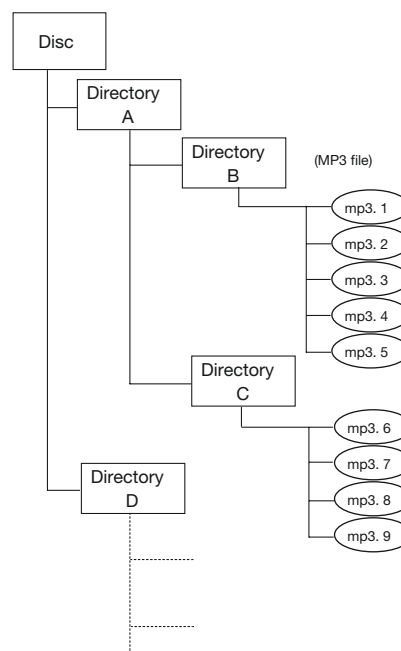 Disc
Directory
A
Directory
B
(MP3 file)
mp3. 1
mp3. 2
mp3. 3
mp3. 4
mp3. 5
Directory
C
mp3. 6
mp3. 7
mp3. 8
mp3. 9
Directory
D